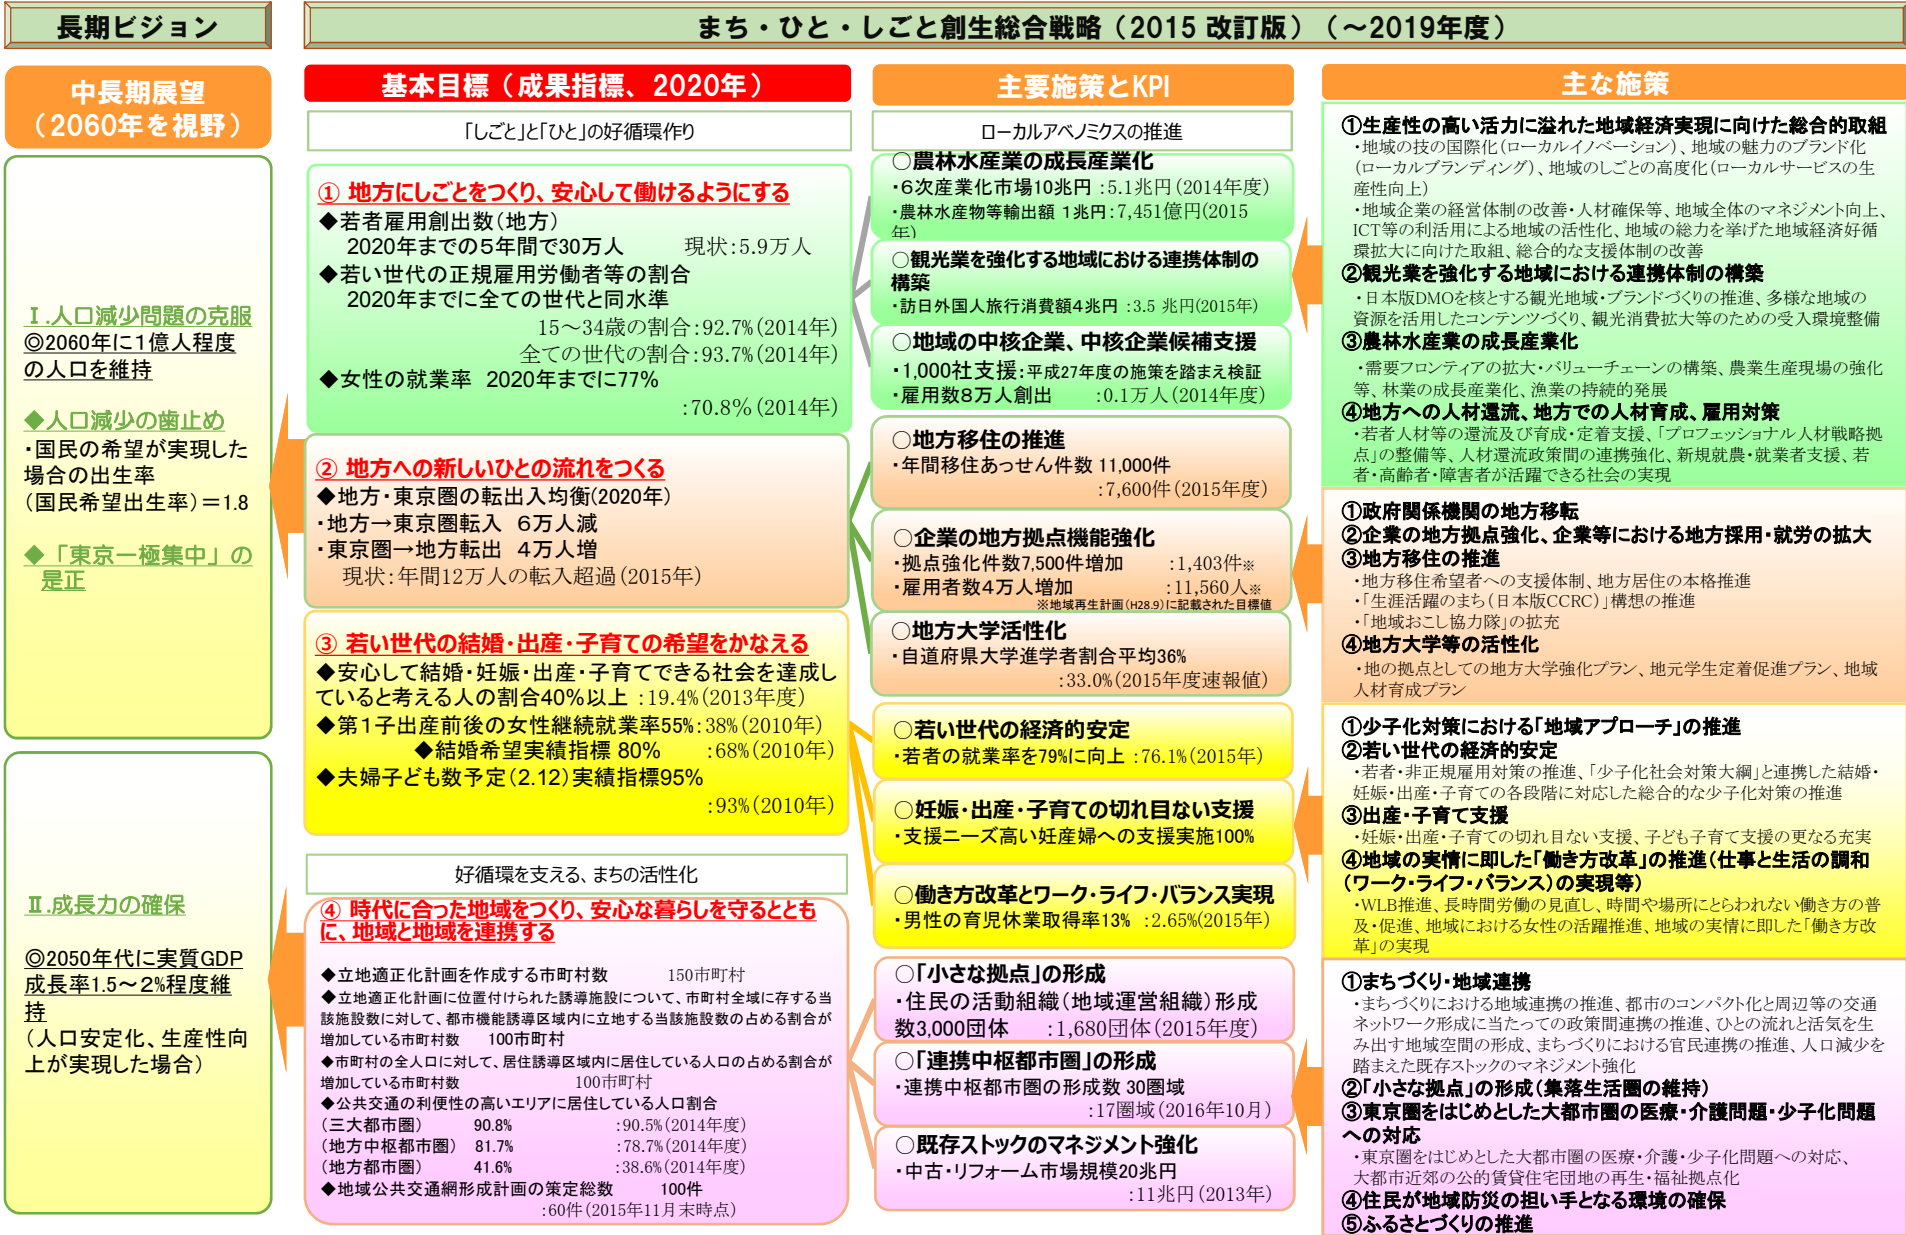 長期ビジョン
まち・ひと・しごと創生総合戦略（2015 改訂版）（～2019年度）
中長期展望
（2060年を視野）
Ⅰ.人口減少問題の克服
◎2060年に1億人程度
の人口を維持
◆人口減少の歯止め
・国民の希望が実現した
場合の出生率
（国民希望出生率）＝1.8
◆「東京一極集中」の
是正
Ⅱ.成長力の確保
◎2050年代に実質GDP
成長率1.5～2%程度維
持
（人口安定化、生産性向
上が実現した場合）
基本目標（成果指標、2020年）
「しごと」と「ひと」の好循環作り
① 地方にしごとをつくり、安心して働けるようにする
◆若者雇用創出数（地方）
2020年までの５年間で30万人　現状：5.9万人
◆若い世代の正規雇用労働者等の割合
2020年までに全ての世代と同水準
15～34歳の割合：92.7%（2014年）
全ての世代の割合：93.7%（2014年）
◆女性の就業率 2020年までに77%
：70.8%（2014年）
② 地方への新しいひとの流れをつくる
◆地方・東京圏の転出入均衡(2020年)
・地方→東京圏転入 ６万人減
・東京圏→地方転出 ４万人増
現状：年間12万人の転入超過（2015年）
③ 若い世代の結婚・出産・子育ての希望をかなえる
◆安心して結婚・妊娠・出産・子育てできる社会を達成し
ていると考える人の割合40%以上 ：19.4%（2013年度）
◆第１子出産前後の女性継続就業率55%：38%（2010年）
◆結婚希望実績指標 80%　：68%（2010年）
◆夫婦子ども数予定（2.12）実績指標95%
：93%（2010年）
好循環を支える、まちの活性化
④ 時代に合った地域をつくり、安心な暮らしを守るととも
に、地域と地域を連携する
◆立地適正化計画を作成する市町村数　150市町村
◆立地適正化計画に位置付けられた誘導施設について、市町村全域に存する当
該施設数に対して、都市機能誘導区域内に立地する当該施設数の占める割合が
増加している市町村数　100市町村
◆市町村の全人口に対して、居住誘導区域内に居住している人口の占める割合が
増加している市町村数　100市町村
◆公共交通の利便性の高いエリアに居住している人口割合
（三大都市圏）　90.8%　：90.5%（2014年度）
（地方中枢都市圏）　81.7%　：78.7%（2014年度）
（地方都市圏）　41.6%　：38.6%（2014年度）
◆地域公共交通網形成計画の策定総数　100件
：60件（2015年11月末時点）
主要施策とKPI
ローカルアベノミクスの推進
○農林水産業の成長産業化
・６次産業化市場10兆円 ：5.1兆円（2014年度）
・農林水産物等輸出額 1兆円：7,451億円（2015
年）
○観光業を強化する地域における連携体制の
構築
・訪日外国人旅行消費額４兆円 ：3.5 兆円（2015年）
○地域の中核企業、中核企業候補支援
・1,000社支援：平成27年度の施策を踏まえ検証
・雇用数８万人創出　：0.1万人（2014年度）
○地方移住の推進
・年間移住あっせん件数 11,000件
：7,600件（2015年度）
○企業の地方拠点機能強化
・拠点強化件数7,500件増加　：1,403件※
・雇用者数４万人増加　：11,560人※
※地域再生計画（H28.9）に記載された目標値
○地方大学活性化
・自道府県大学進学者割合平均36%
：33.0%（2015年度速報値）
○若い世代の経済的安定
・若者の就業率を79%に向上 ：76.1%（2015年）
○妊娠・出産・子育ての切れ目ない支援
・支援ニーズ高い妊産婦への支援実施100%
○働き方改革とワーク・ライフ・バランス実現
・男性の育児休業取得率13% ：2.65%（2015年）
○「小さな拠点」の形成
・住民の活動組織（地域運営組織）形成
数3,000団体　：1,680団体（2015年度）
○「連携中枢都市圏」の形成
・連携中枢都市圏の形成数 30圏域
：17圏域（2016年10月）
○既存ストックのマネジメント強化
・中古・リフォーム市場規模20兆円
：11兆円（2013年）
主な施策
①生産性の高い活力に溢れた地域経済実現に向けた総合的取組
・地域の技の国際化（ローカルイノベーション）、地域の魅力のブランド化
（ローカルブランディング）、地域のしごとの高度化（ローカルサービスの生
産性向上）
・地域企業の経営体制の改善・人材確保等、地域全体のマネジメント向上、
ICT等の利活用による地域の活性化、地域の総力を挙げた地域経済好循
環拡大に向けた取組、総合的な支援体制の改善
②観光業を強化する地域における連携体制の構築
・日本版DMOを核とする観光地域・ブランドづくりの推進、多様な地域の
資源を活用したコンテンツづくり、観光消費拡大等のための受入環境整備
③農林水産業の成長産業化
・需要フロンティアの拡大・バリューチェーンの構築、農業生産現場の強化
等、林業の成長産業化、漁業の持続的発展
④地方への人材還流、地方での人材育成、雇用対策
・若者人材等の還流及び育成・定着支援、「プロフェッショナル人材戦略拠
点」の整備等、人材還流政策間の連携強化、新規就農・就業者支援、若
者・高齢者・障害者が活躍できる社会の実現
①政府関係機関の地方移転
②企業の地方拠点強化、企業等における地方採用・就労の拡大
③地方移住の推進
・地方移住希望者への支援体制、地方居住の本格推進
・「生涯活躍のまち（日本版CCRC）」構想の推進
・「地域おこし協力隊」の拡充
④地方大学等の活性化
・地の拠点としての地方大学強化プラン、地元学生定着促進プラン、地域
人材育成プラン
①少子化対策における「地域アプローチ」の推進
②若い世代の経済的安定
・若者・非正規雇用対策の推進、「少子化社会対策大綱」と連携した結婚・
妊娠・出産・子育ての各段階に対応した総合的な少子化対策の推進
③出産・子育て支援
・妊娠・出産・子育ての切れ目ない支援、子ども子育て支援の更なる充実
④地域の実情に即した「働き方改革」の推進（仕事と生活の調和
（ワーク・ライフ・バランス）の実現等）
・WLB推進、長時間労働の見直し、時間や場所にとらわれない働き方の普
及・促進、地域における女性の活躍推進、地域の実情に即した「働き方改
革」の実現
①まちづくり・地域連携
・まちづくりにおける地域連携の推進、都市のコンパクト化と周辺等の交通
ネットワーク形成に当たっての政策間連携の推進、ひとの流れと活気を生
み出す地域空間の形成、まちづくりにおける官民連携の推進、人口減少を
踏まえた既存ストックのマネジメント強化
②「小さな拠点」の形成（集落生活圏の維持）
③東京圏をはじめとした大都市圏の医療・介護問題・少子化問題
への対応
・東京圏をはじめとした大都市圏の医療・介護・少子化問題への対応、
大都市近郊の公的賃貸住宅団地の再生・福祉拠点化
④住民が地域防災の担い手となる環境の確保
⑤ふるさとづくりの推進